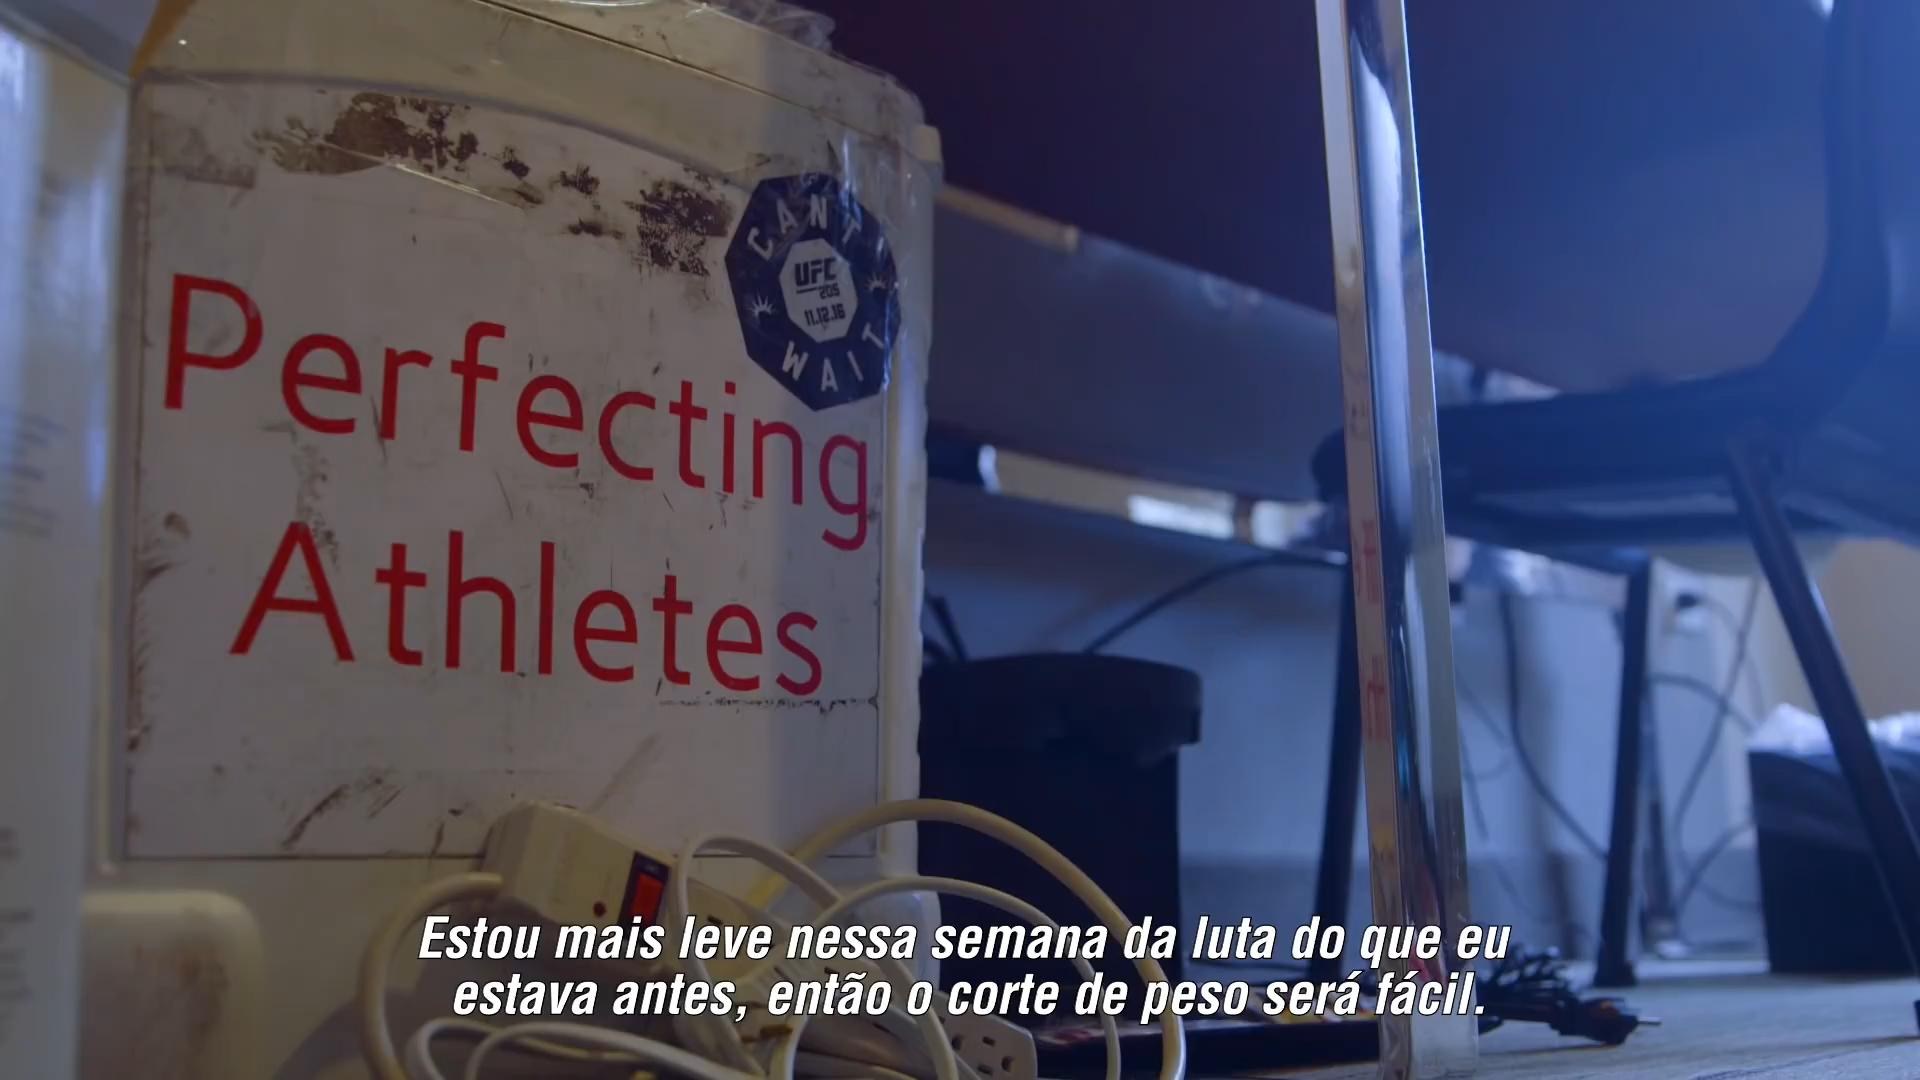 CAN'T
UFC
205
11.12.16
WAIT
Perfecting
Athletes
Estou mais leve nessa semana da luta do que eu
estava antes, então o corte de peso será fácil.